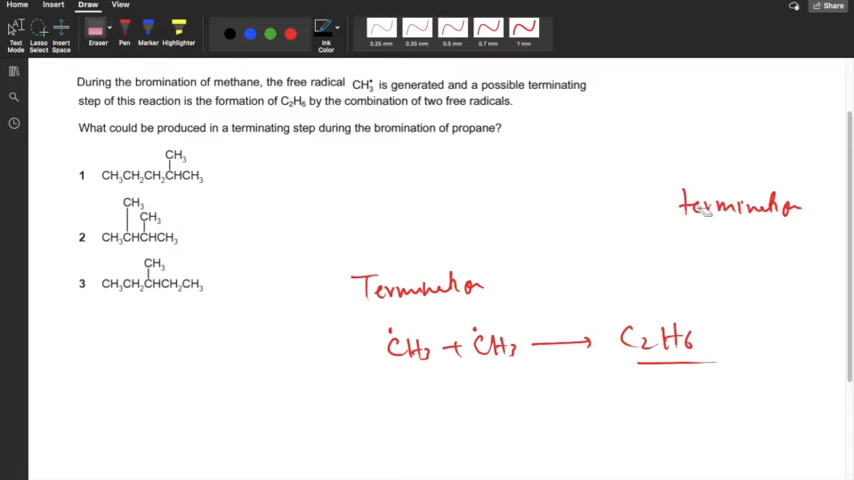 Home Insert Draw View
Share
Text Mode
Lasso Select
Insert Space
Eraser
Pen
Marker
Highlighter
Ink Color
0.25 mm
0.35 mm
0.5 mm
0.7 mm
1 mm
During the bromination of methane, the free radical CH₃• is generated and a possible terminating
step of this reaction is the formation of C₂H₆ by the combination of two free radicals.
What could be produced in a terminating step during the bromination of propane?
CH₃
1 CH₃CH₂CH₂CHCH₃
CH₃
CH₃
2 CH₃CHCHCH₃
CH₃
3 CH₃CH₂CHCH₂CH₃
termination
Termination
ĊH₃ + ĊH₃ → C₂H₆